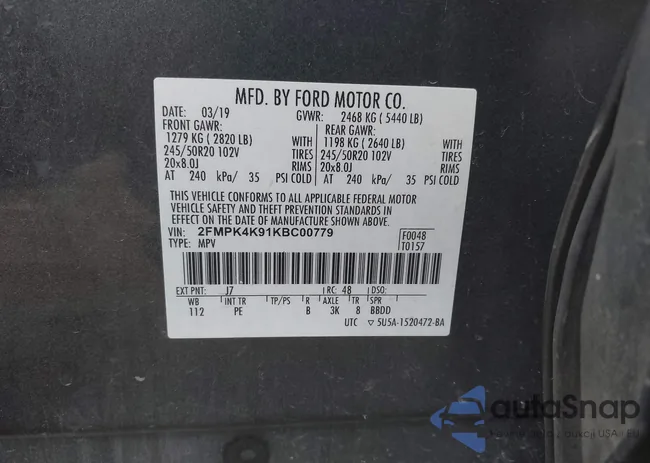 MFD. BY FORD MOTOR CO.
DATE: 03/19 GVWR: 2468 KG ( 5440 LB)
FRONT GAWR: REAR GAWR:
1279 KG ( 2820 LB) WITH 1198 KG ( 2640 LB) WITH
245/50R20 102V TIRES 245/50R20 102V TIRES
20x8.0J RIMS 20x8.0J RIMS
AT 240 kPa/ 35 PSI COLD AT 240 kPa/ 35 PSI COLD
THIS VEHICLE CONFORMS TO ALL APPLICABLE FEDERAL MOTOR
VEHICLE SAFETY AND THEFT PREVENTION STANDARDS IN
EFFECT ON THE DATE OF MANUFACTURE SHOWN ABOVE.
VIN: 2FMPK4K91KBC00779 F0048
TYPE: MPV T0157
EXT PNT: J7 RC: 48 DSO:
WB INT TR TP/PS R AXLE TR SPR
112 PE B 3K 8 BBDD
UTC ▽ 5U5A-1520472-BA
autoSnap
aukcji USA EU